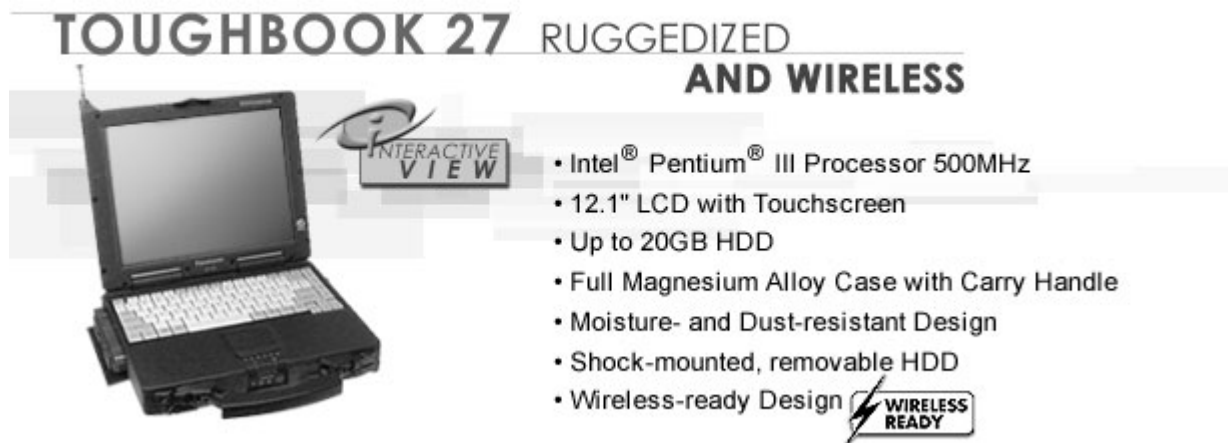 TOUGHBOOK 27 RUGGEDIZED
AND WIRELESS
INTERACTIVE
VIEW
• Intel® Pentium® III Processor 500MHz
• 12.1" LCD with Touchscreen
• Up to 20GB HDD
• Full Magnesium Alloy Case with Carry Handle
• Moisture- and Dust-resistant Design
• Shock-mounted, removable HDD
• Wireless-ready Design
WIRELESS
READY